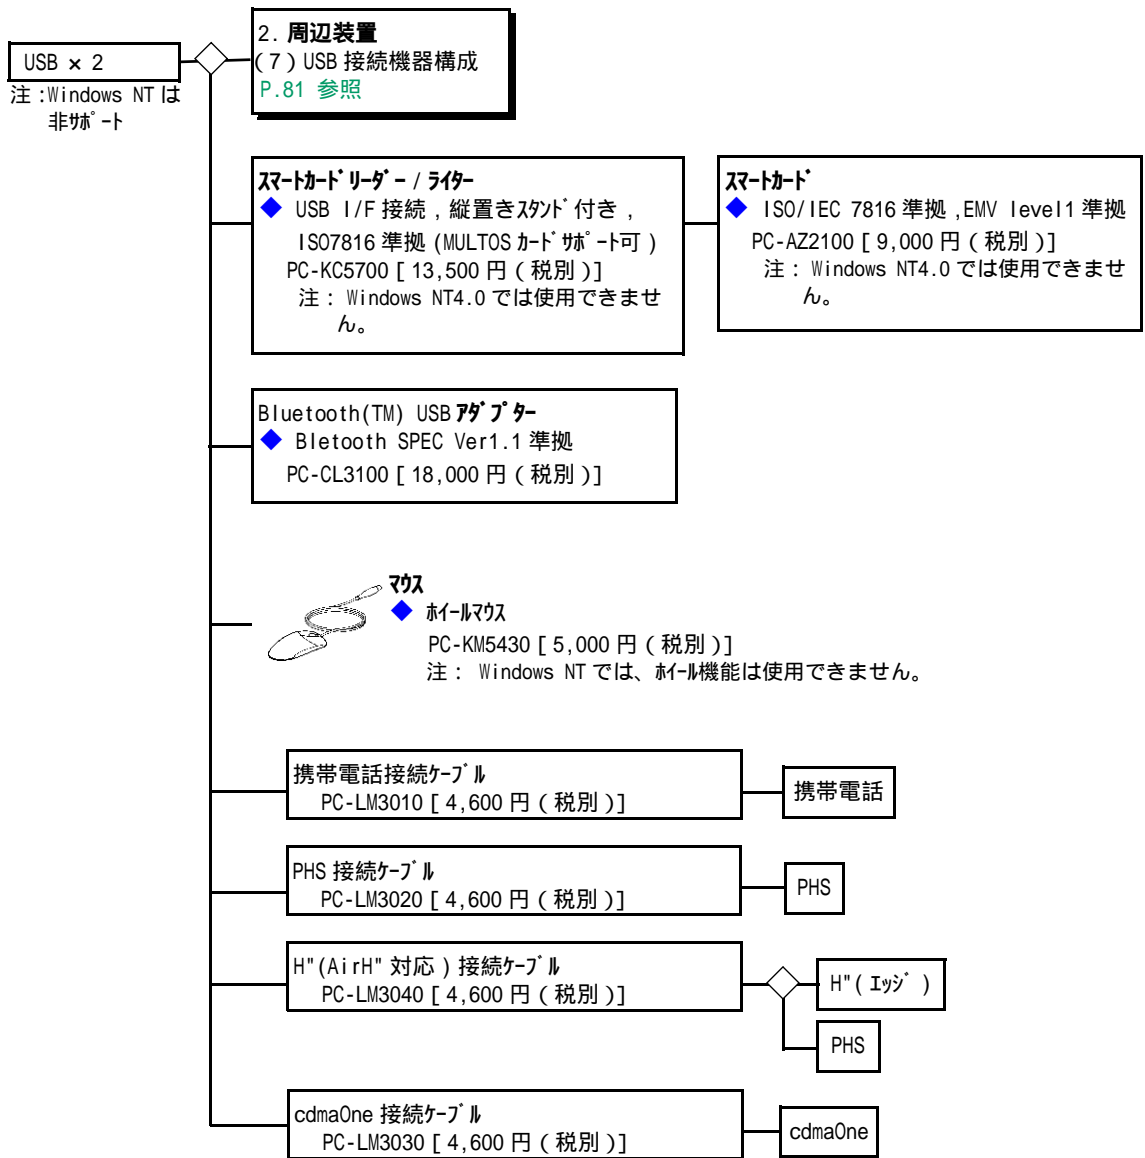 USB × 2
注：Windows NT は
非ｻﾎﾟｰﾄ
2. 周辺装置
(7) USB 接続機器構成
P.81 参照
ｽﾏｰﾄｶｰﾄﾞﾘｰﾀﾞｰ / ﾗｲﾀｰ
◆ USB I/F 接続 , 縦置きｽﾀﾝﾄﾞ付き ,
ISO7816 準拠 (MULTOS ｶｰﾄﾞｻﾎﾟｰﾄ可 )
PC-KC5700 [ 13,500 円 ( 税別 )]
注： Windows NT4.0 では使用できませ
ん。
ｽﾏｰﾄｶｰﾄﾞ
◆ ISO/IEC 7816 準拠 ,EMV level1 準拠
PC-AZ2100 [ 9,000 円 ( 税別 )]
注： Windows NT4.0 では使用できませ
ん。
Bluetooth(TM) USB ｱﾀﾞﾌﾟﾀｰ
◆ Bletooth SPEC Ver1.1 準拠
PC-CL3100 [ 18,000 円 ( 税別 )]
ﾏｳｽ
◆ ﾎｲｰﾙﾏｳｽ
PC-KM5430 [ 5,000 円 ( 税別 )]
注： Windows NT では、ﾎｲｰﾙ機能は使用できません。
携帯電話接続ｹｰﾌﾞﾙ
PC-LM3010 [ 4,600 円 ( 税別 )]
携帯電話
PHS 接続ｹｰﾌﾞﾙ
PC-LM3020 [ 4,600 円 ( 税別 )]
PHS
H"(AirH" 対応 ) 接続ｹｰﾌﾞﾙ
PC-LM3040 [ 4,600 円 ( 税別 )]
H"( ｴｯｼﾞ )
PHS
cdmaOne 接続ｹｰﾌﾞﾙ
PC-LM3030 [ 4,600 円 ( 税別 )]
cdmaOne